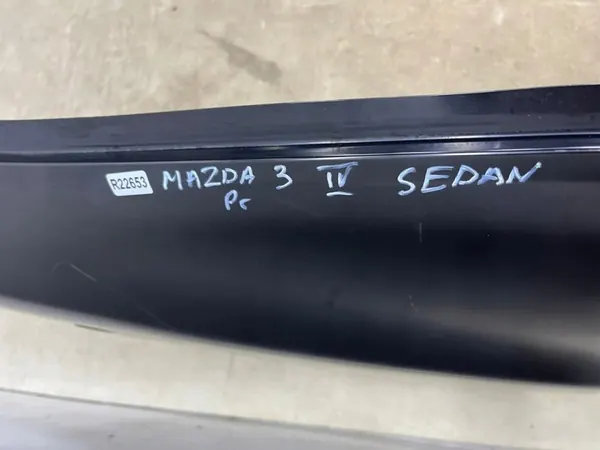 R22653 MAZDA 3 IV SEDAN
Pr